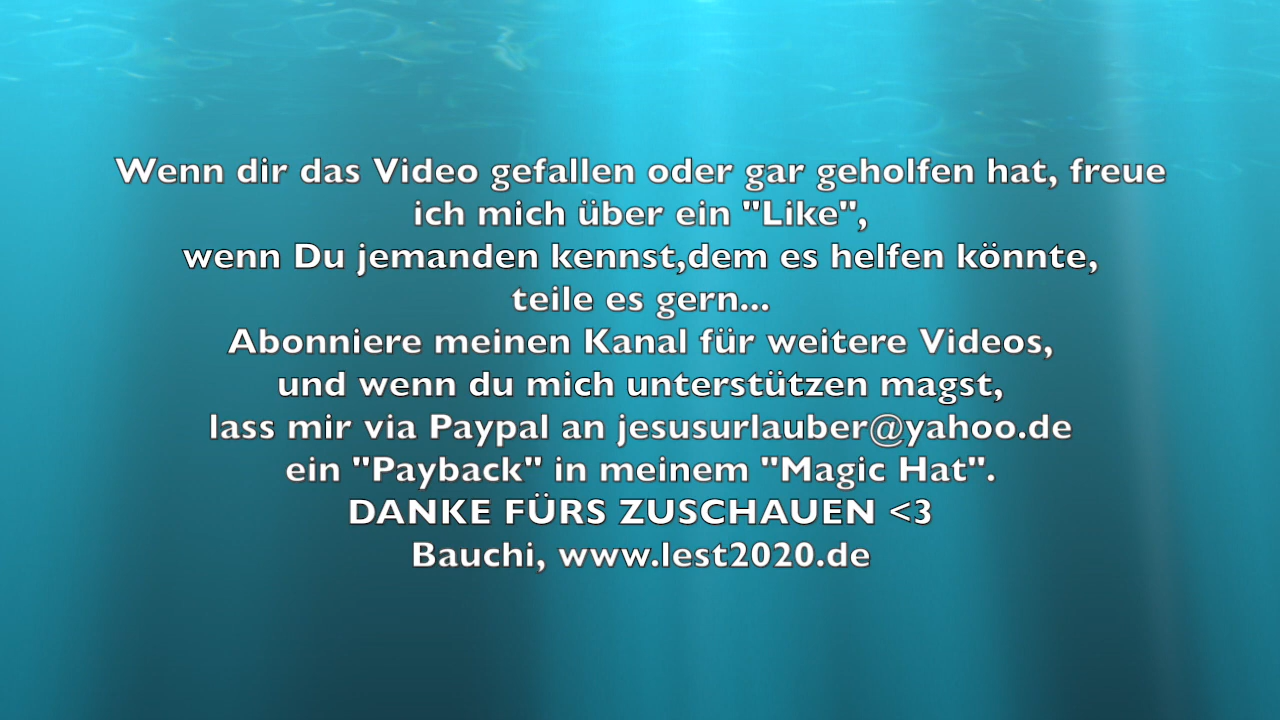 Wenn dir das Video gefallen oder gar geholfen hat, freue
ich mich über ein "Like",
wenn Du jemanden kennst,dem es helfen könnte,
teile es gern...
Abonniere meinen Kanal für weitere Videos,
und wenn du mich unterstützen magst,
lass mir via Paypal an jesusurlauber@yahoo.de
ein "Payback" in meinem "Magic Hat".
DANKE FÜRS ZUSCHAUEN <3
Bauchi, www.lest2020.de